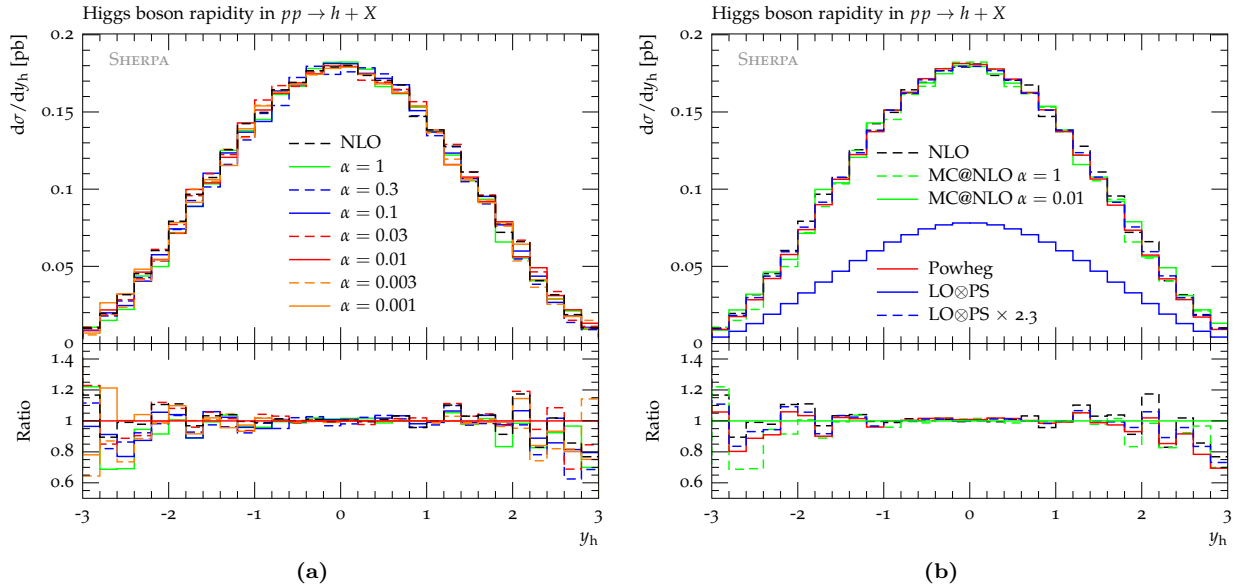 Higgs boson rapidity in pp → h + X
SHERPA
dσ/dy_h [pb]
0.2
0.15
0.1
0.05
0
NLO
α = 1
α = 0.3
α = 0.1
α = 0.03
α = 0.01
α = 0.003
α = 0.001
Ratio
1.4
1.2
1
0.8
0.6
-3 -2 -1 0 1 2 3
y_h
(a)
Higgs boson rapidity in pp → h + X
SHERPA
dσ/dy_h [pb]
0.2
0.15
0.1
0.05
0
NLO
MC@NLO α = 1
MC@NLO α = 0.01
Powheg
LO⊗PS
LO⊗PS × 2.3
Ratio
1.4
1.2
1
0.8
0.6
-3 -2 -1 0 1 2 3
y_h
(b)